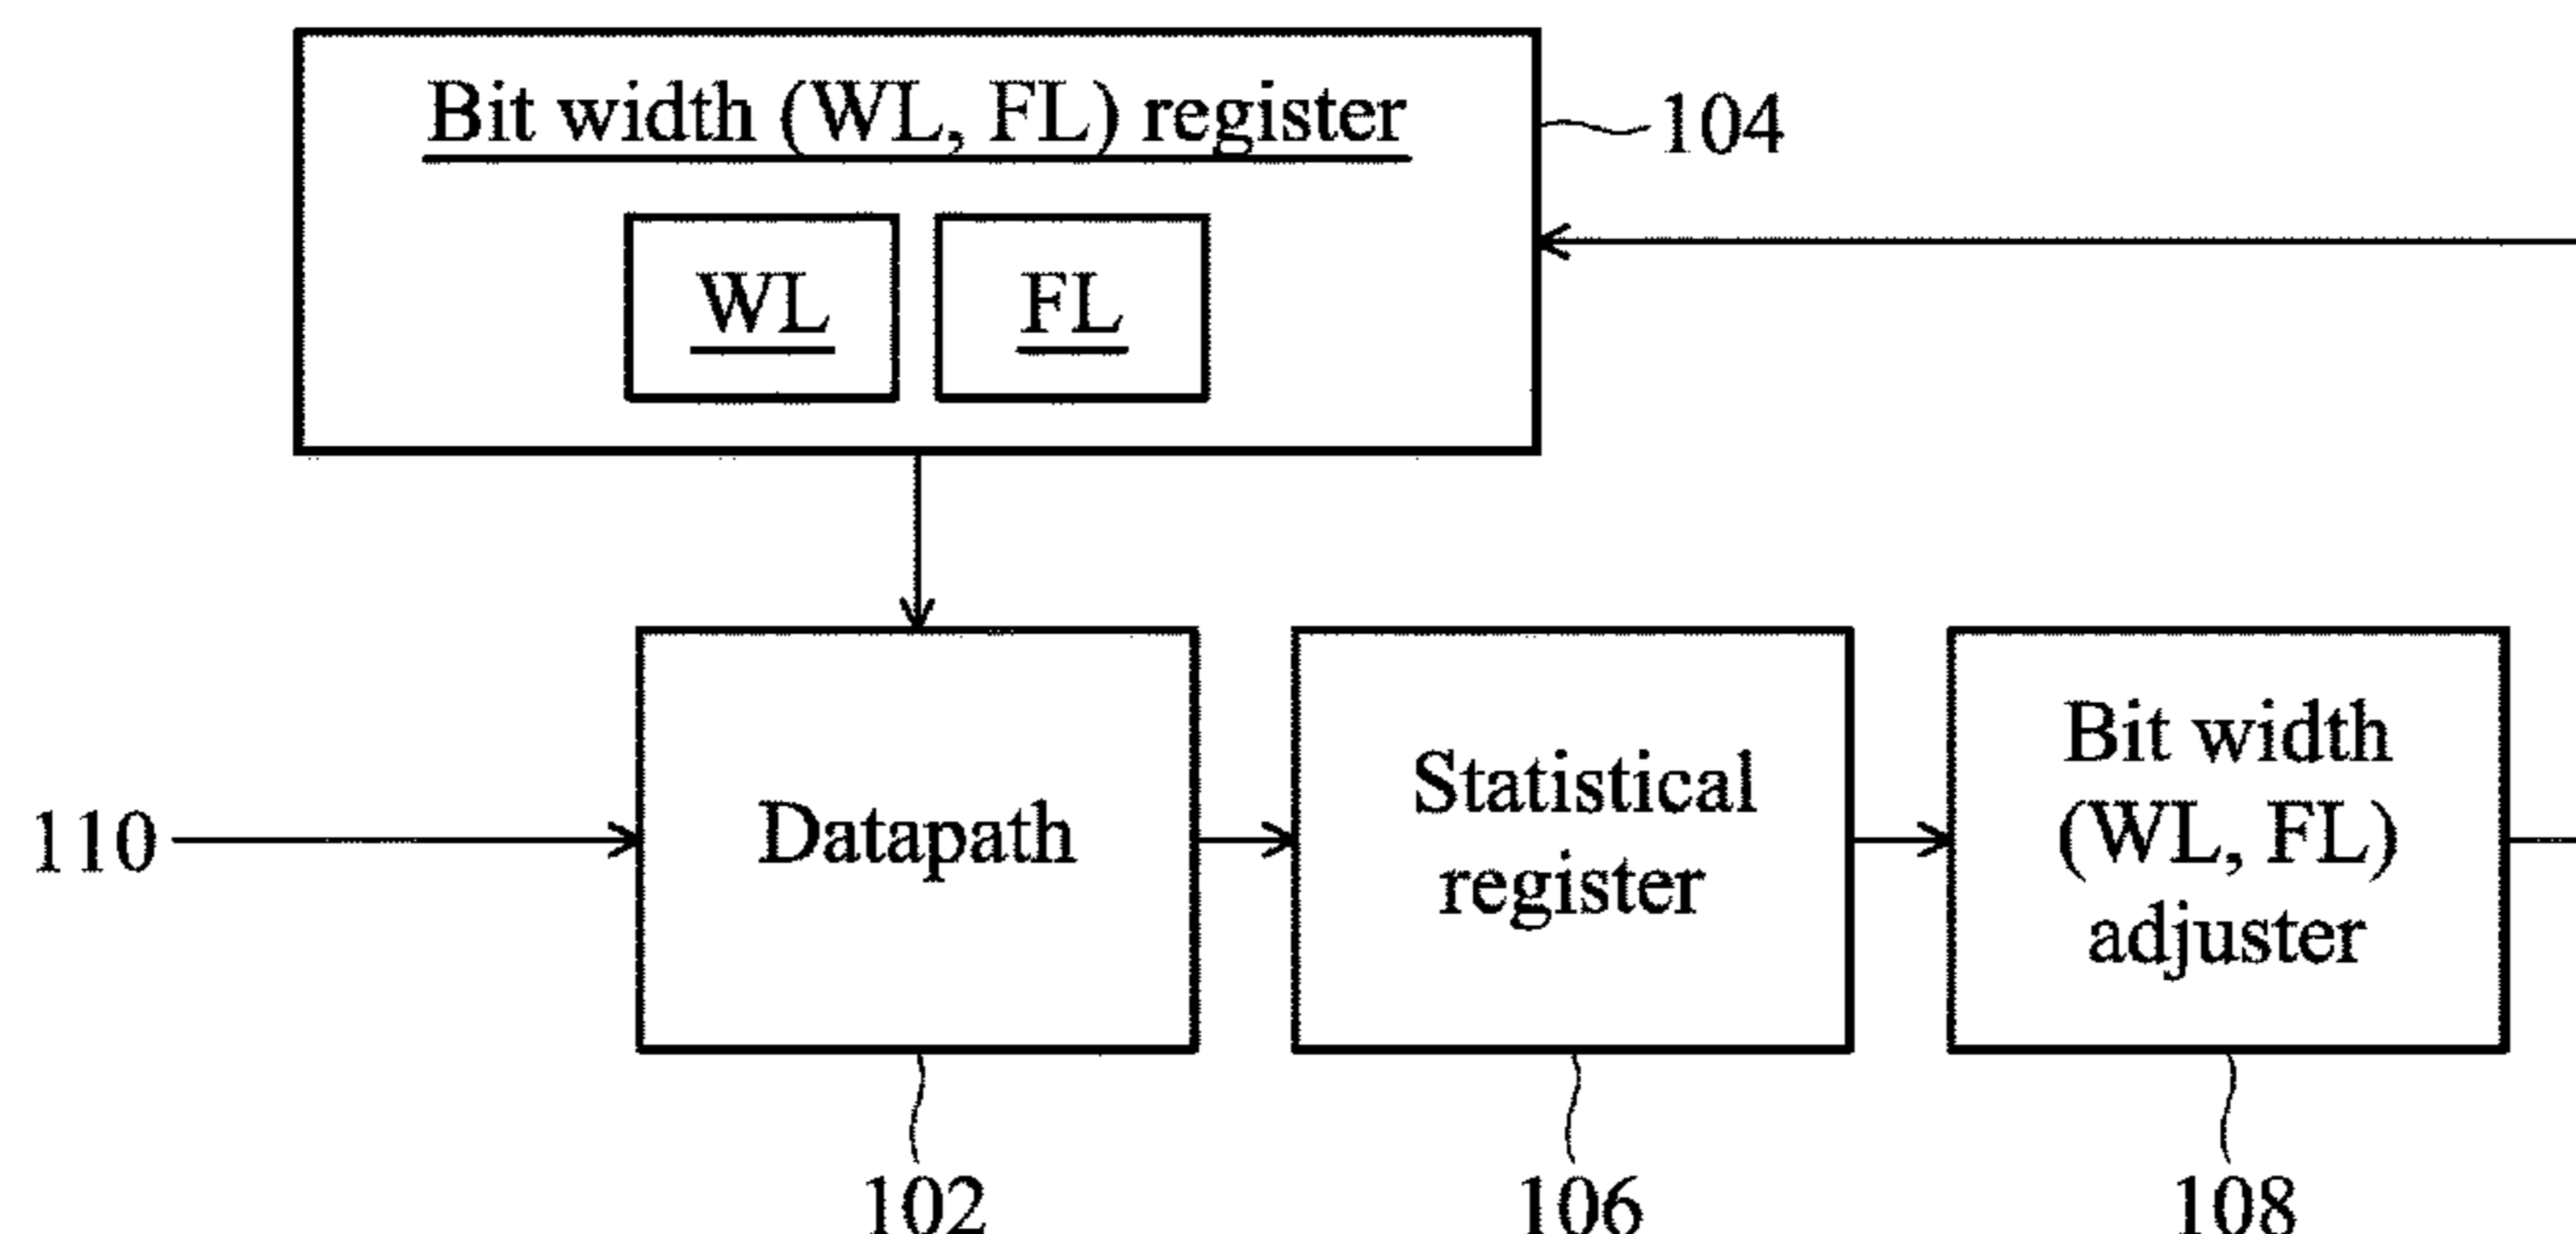 Bit width (WL, FL) register
104
WL
FL
110
Datapath
Statistical
register
Bit width
(WL, FL)
adjuster
102
106
108